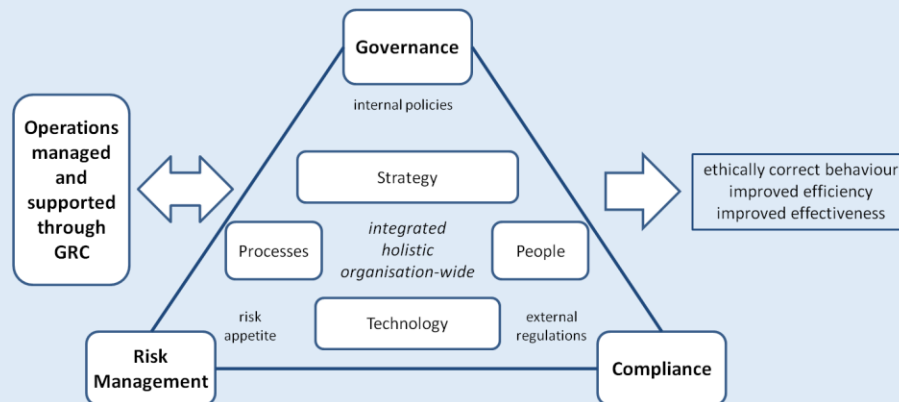 Governance
internal policies
Operations
managed
and
supported
through
GRC
Strategy
ethically correct behaviour
improved efficiency
improved effectiveness
Processes
integrated
holistic
organisation-wide
People
risk
appetite
Technology
external
regulations
Risk
Management
Compliance